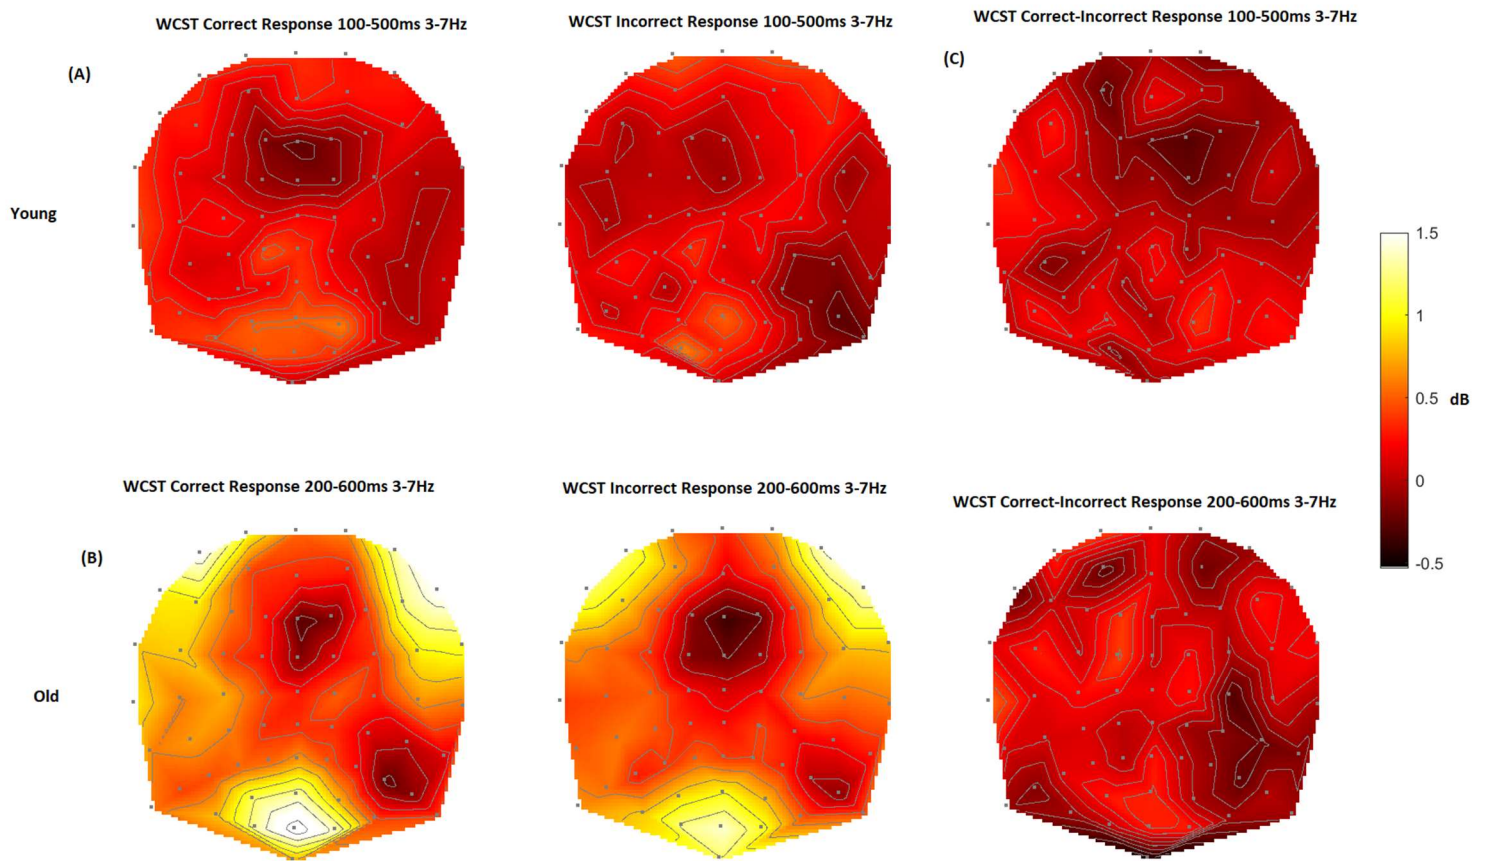 WCST Correct Response 100-500ms 3-7Hz
WCST Incorrect Response 100-500ms 3-7Hz
WCST Correct-Incorrect Response 100-500ms 3-7Hz
(A)
(C)
Young
1.5
1
0.5
dB
0
-0.5
WCST Correct Response 200-600ms 3-7Hz
WCST Incorrect Response 200-600ms 3-7Hz
WCST Correct-Incorrect Response 200-600ms 3-7Hz
(B)
Old